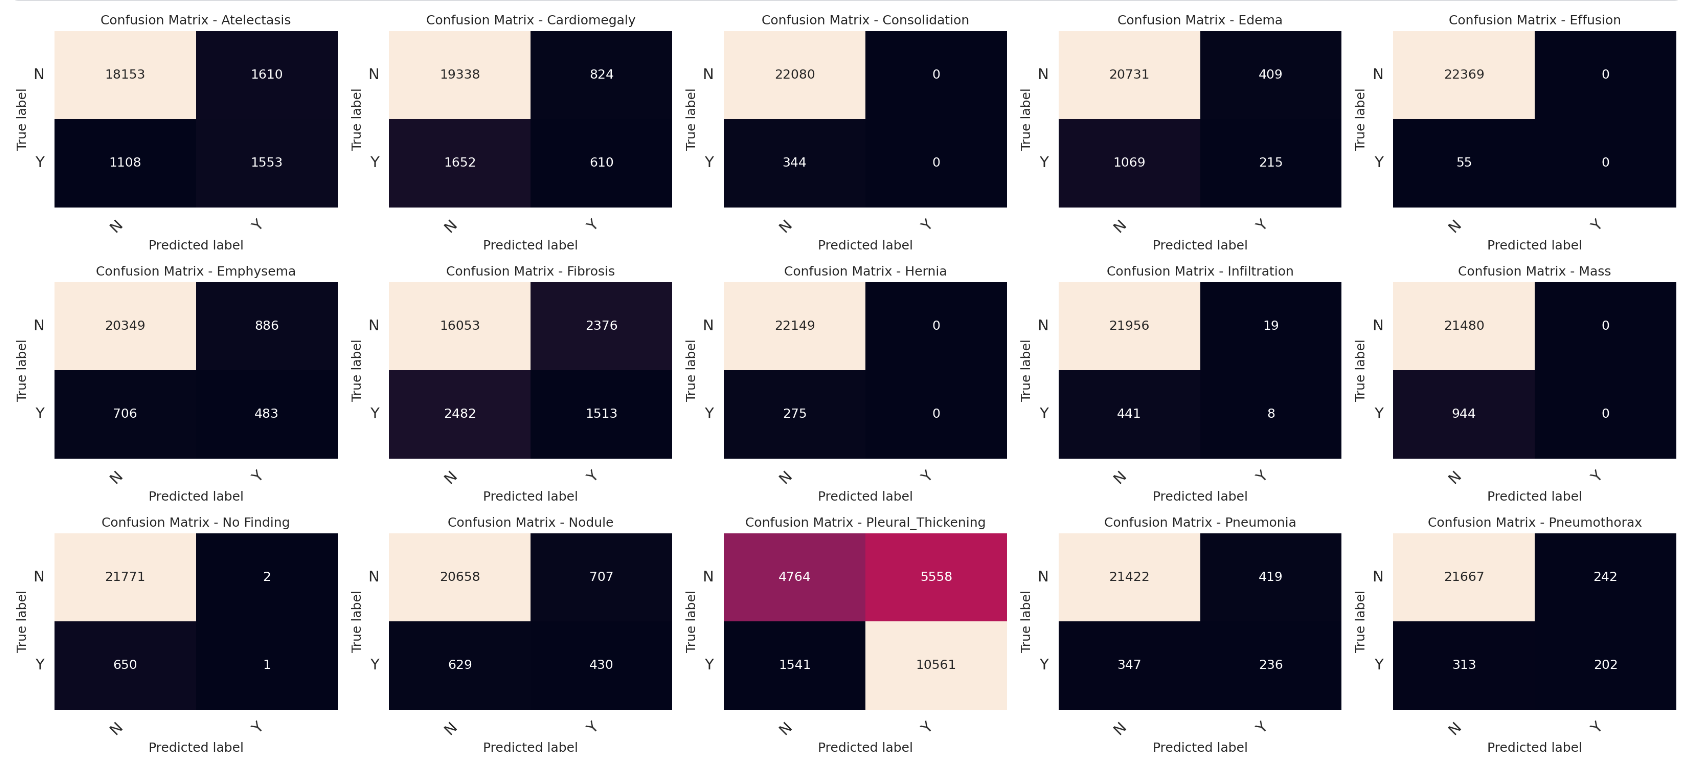 Confusion Matrix - Atelectasis
True label
N 18153 1610
Y 1108 1553
N Y
Predicted label
Confusion Matrix - Cardiomegaly
True label
N 19338 824
Y 1652 610
N Y
Predicted label
Confusion Matrix - Consolidation
True label
N 22080 0
Y 344 0
N Y
Predicted label
Confusion Matrix - Edema
True label
N 20731 409
Y 1069 215
N Y
Predicted label
Confusion Matrix - Effusion
True label
N 22369 0
Y 55 0
N Y
Predicted label
Confusion Matrix - Emphysema
True label
N 20349 886
Y 706 483
N Y
Predicted label
Confusion Matrix - Fibrosis
True label
N 16053 2376
Y 2482 1513
N Y
Predicted label
Confusion Matrix - Hernia
True label
N 22149 0
Y 275 0
N Y
Predicted label
Confusion Matrix - Infiltration
True label
N 21956 19
Y 441 8
N Y
Predicted label
Confusion Matrix - Mass
True label
N 21480 0
Y 944 0
N Y
Predicted label
Confusion Matrix - No Finding
True label
N 21771 2
Y 650 1
N Y
Predicted label
Confusion Matrix - Nodule
True label
N 20658 707
Y 629 430
N Y
Predicted label
Confusion Matrix - Pleural_Thickening
True label
N 4764 5558
Y 1541 10561
N Y
Predicted label
Confusion Matrix - Pneumonia
True label
N 21422 419
Y 347 236
N Y
Predicted label
Confusion Matrix - Pneumothorax
True label
N 21667 242
Y 313 202
N Y
Predicted label